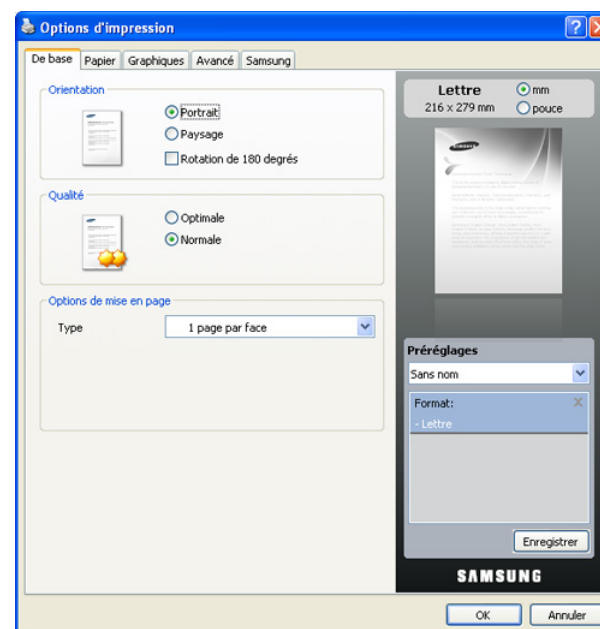 Options d'impression
De base Papier Graphiques Avancé Samsung
Orientation
Portrait
Paysage
Rotation de 180 degrés
Qualité
Optimale
Normale
Options de mise en page
Type 1 page par face
Lettre
216 x 279 mm
mm
pouce
SAMSUNG
Préréglages
Sans nom
Format:
- Lettre
Enregistrer
SAMSUNG
OK Annuler